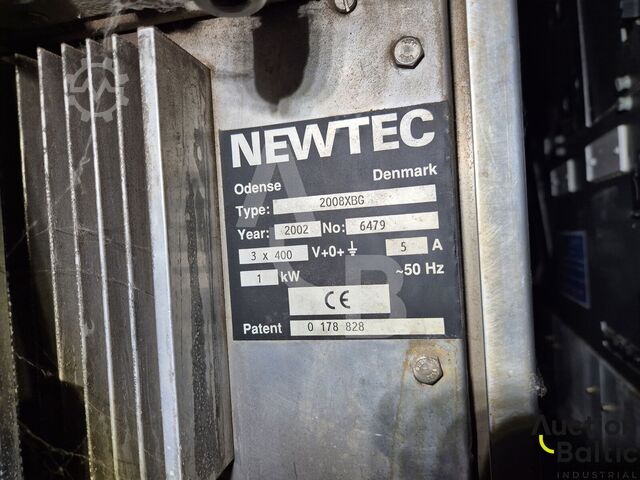 NEWTEC
Odense Denmark
Type: 2008XBG
Year: 2002 No: 6479
3 x 400 V+0+⏚ 5 A
1 kW ~50 Hz
CE
Patent 0 178 828
A
B
Auction
Baltic
INDUSTRIAL